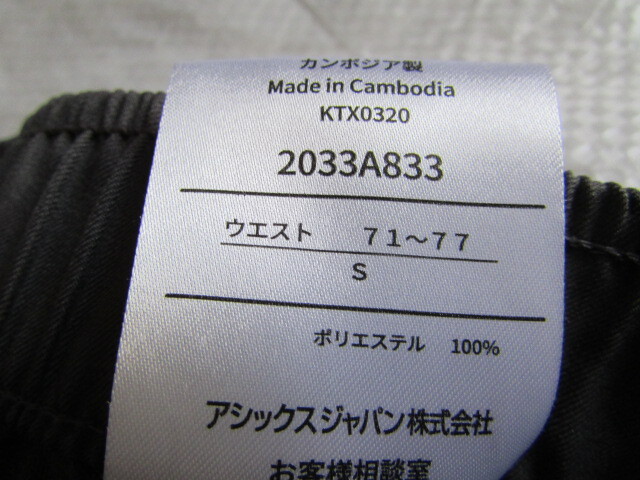 カンボジア製
Made in Cambodia
KTX0320
2033A833
ウエスト　７１～７７
S
ポリエステル　100%
アシックスジャパン株式会社
お客様相談室